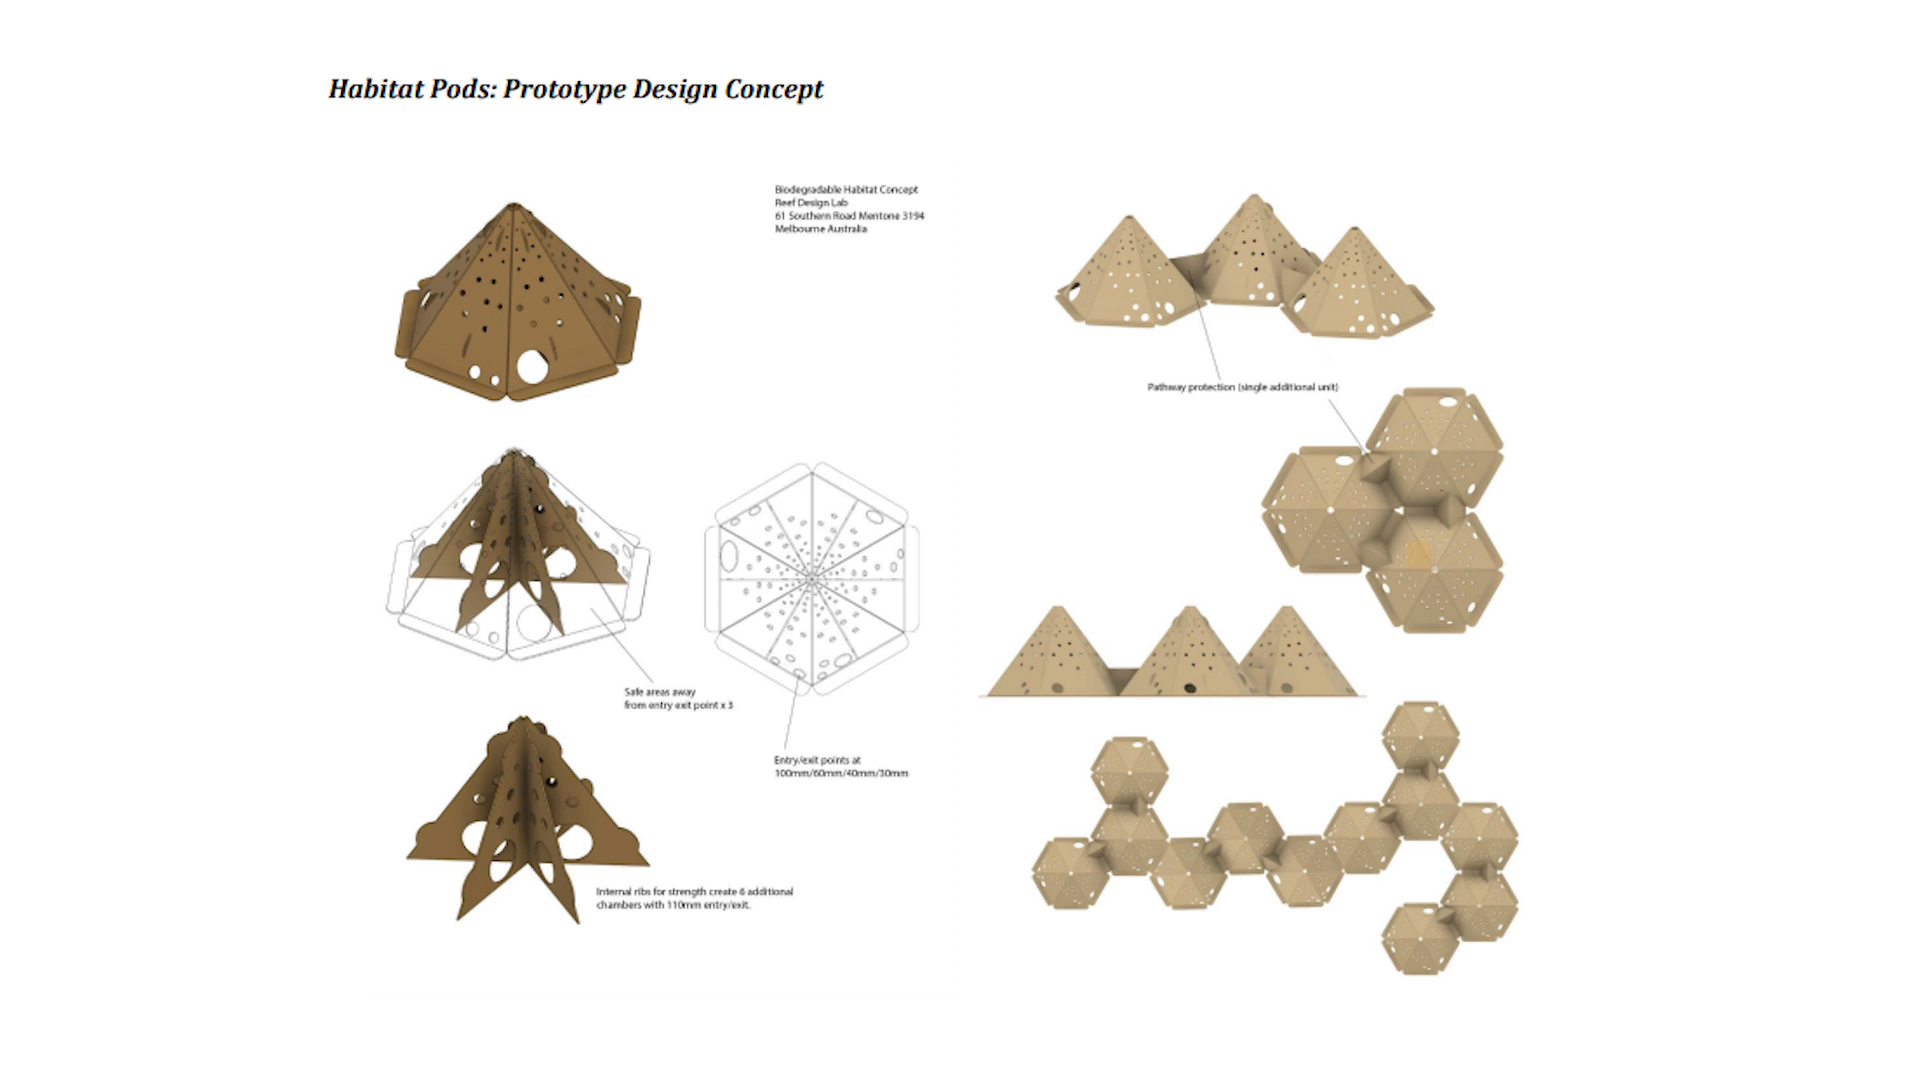 Habitat Pods: Prototype Design Concept
Biodegradable Habitat Concept
Reef Design Lab
61 Southern Road Mentone 3194
Melbourne Australia
Safe areas away
from entry exit point x 3
Entry/exit points at
100mm/60mm/40mm/30mm
Internal ribs for strength create 6 additional
chambers with 110mm entry/exit.
Pathway protection (single additional unit)